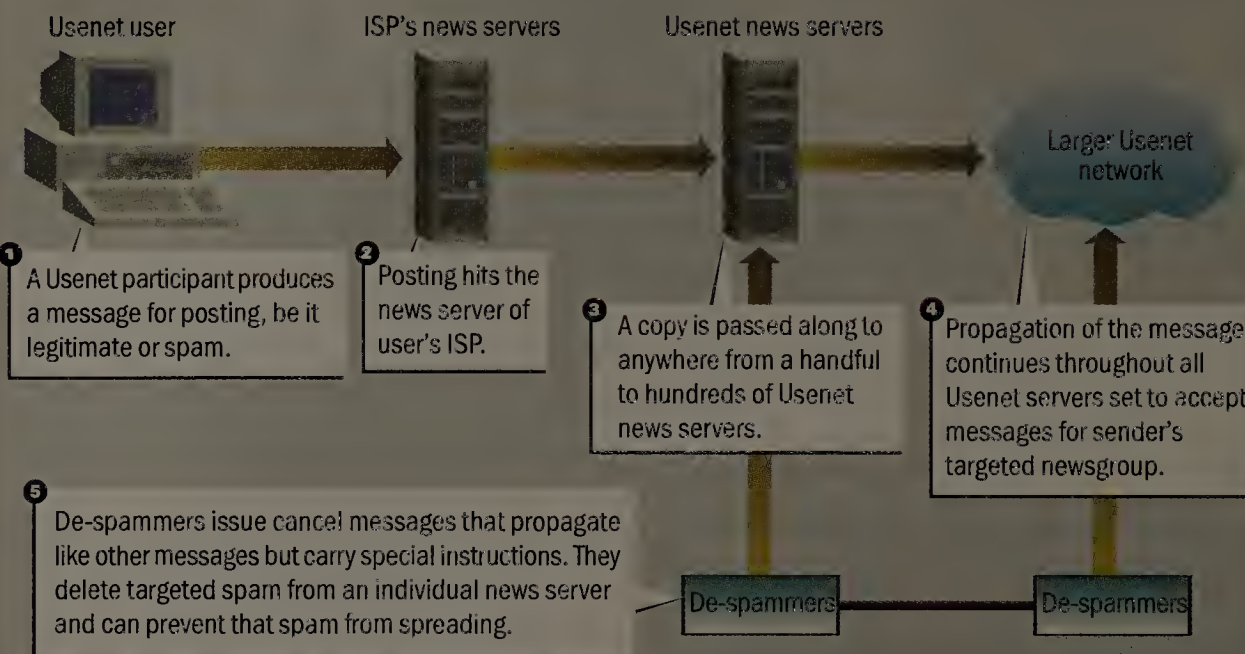 Usenet user
ISP's news servers
Usenet news servers
Larger Usenet
network
1
A Usenet participant produces
a message for posting, be it
legitimate or spam.
2
Posting hits the
news server of
user's ISP.
3
A copy is passed along to
anywhere from a handful
to hundreds of Usenet
news servers.
4
Propagation of the message
continues throughout all
Usenet servers set to accept
messages for sender's
targeted newsgroup.
5
De-spammers issue cancel messages that propagate
like other messages but carry special instructions. They
delete targeted spam from an individual news server
and can prevent that spam from spreading.
De-spammers
De-spammers